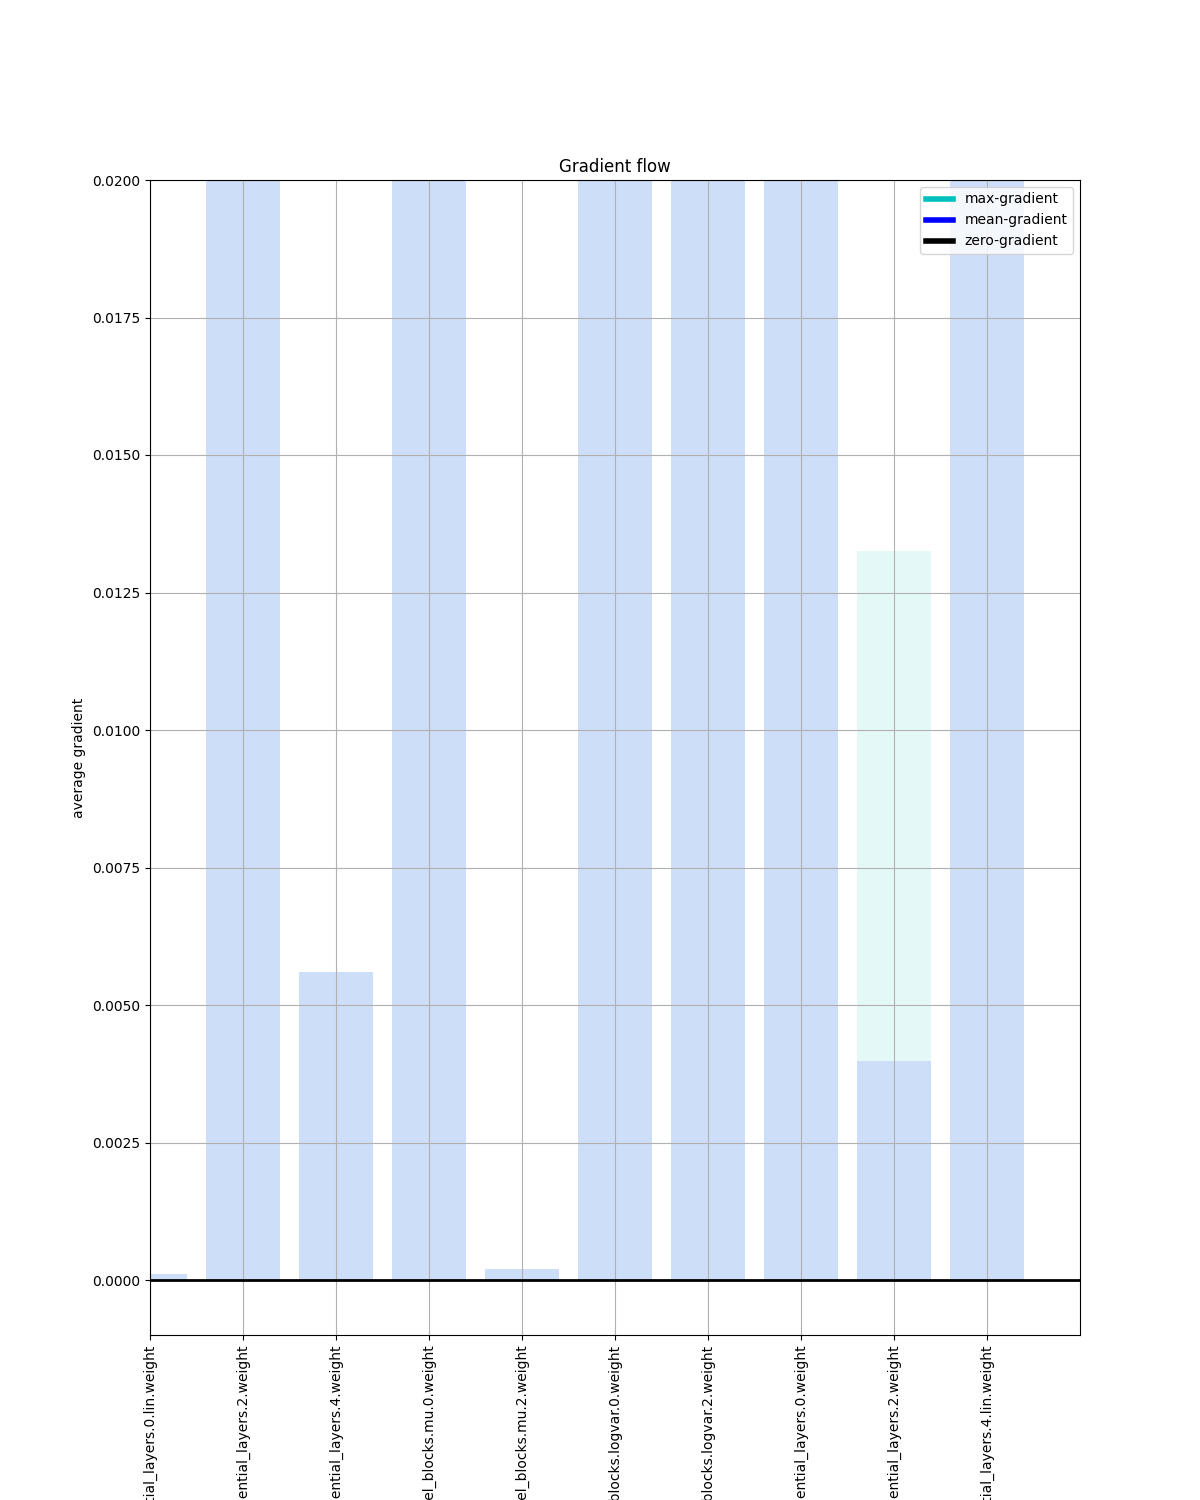 Gradient flow
max-gradient
mean-gradient
zero-gradient
0.0200
0.0175
0.0150
0.0125
0.0100
0.0075
0.0050
0.0025
0.0000
average gradient
tial_layers.0.lin.weight
ential_layers.2.weight
ential_layers.4.weight
el_blocks.mu.0.weight
el_blocks.mu.2.weight
blocks.logvar.0.weight
blocks.logvar.2.weight
ential_layers.0.weight
ential_layers.2.weight
tial_layers.4.lin.weight